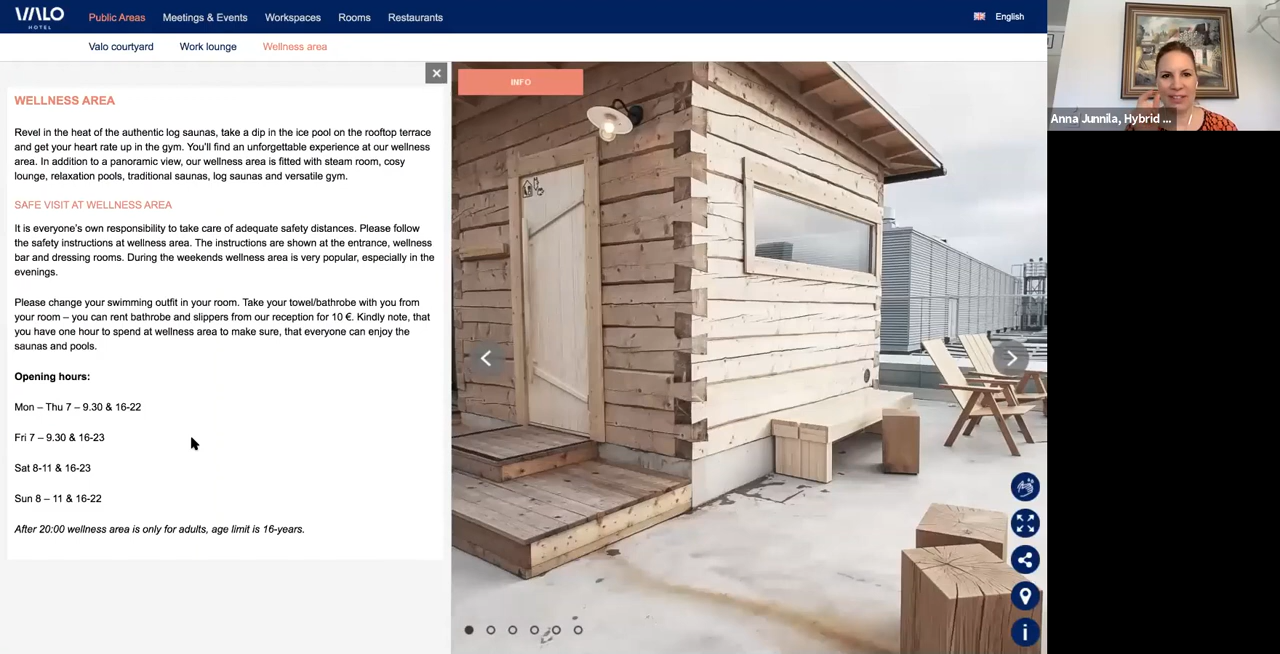 VALO
HOTEL
Public Areas
Meetings & Events
Workspaces
Rooms
Restaurants
English
Valo courtyard
Work lounge
Wellness area
INFO
WELLNESS AREA
Revel in the heat of the authentic log saunas, take a dip in the ice pool on the rooftop terrace
and get your heart rate up in the gym. You'll find an unforgettable experience at our wellness
area. In addition to a panoramic view, our wellness area is fitted with steam room, cosy
lounge, relaxation pools, traditional saunas, log saunas and versatile gym.
SAFE VISIT AT WELLNESS AREA
It is everyone's own responsibility to take care of adequate safety distances. Please follow
the safety instructions at wellness area. The instructions are shown at the entrance, wellness
bar and dressing rooms. During the weekends wellness area is very popular, especially in the
evenings.
Please change your swimming outfit in your room. Take your towel/bathrobe with you from
your room – you can rent bathrobe and slippers from our reception for 10 €. Kindly note, that
you have one hour to spend at wellness area to make sure, that everyone can enjoy the
saunas and pools.
Opening hours:
Mon – Thu 7 – 9.30 & 16-22
Fri 7 – 9.30 & 16-23
Sat 8-11 & 16-23
Sun 8 – 11 & 16-22
After 20:00 wellness area is only for adults, age limit is 16-years.
Anna Junnila, Hybrid ...